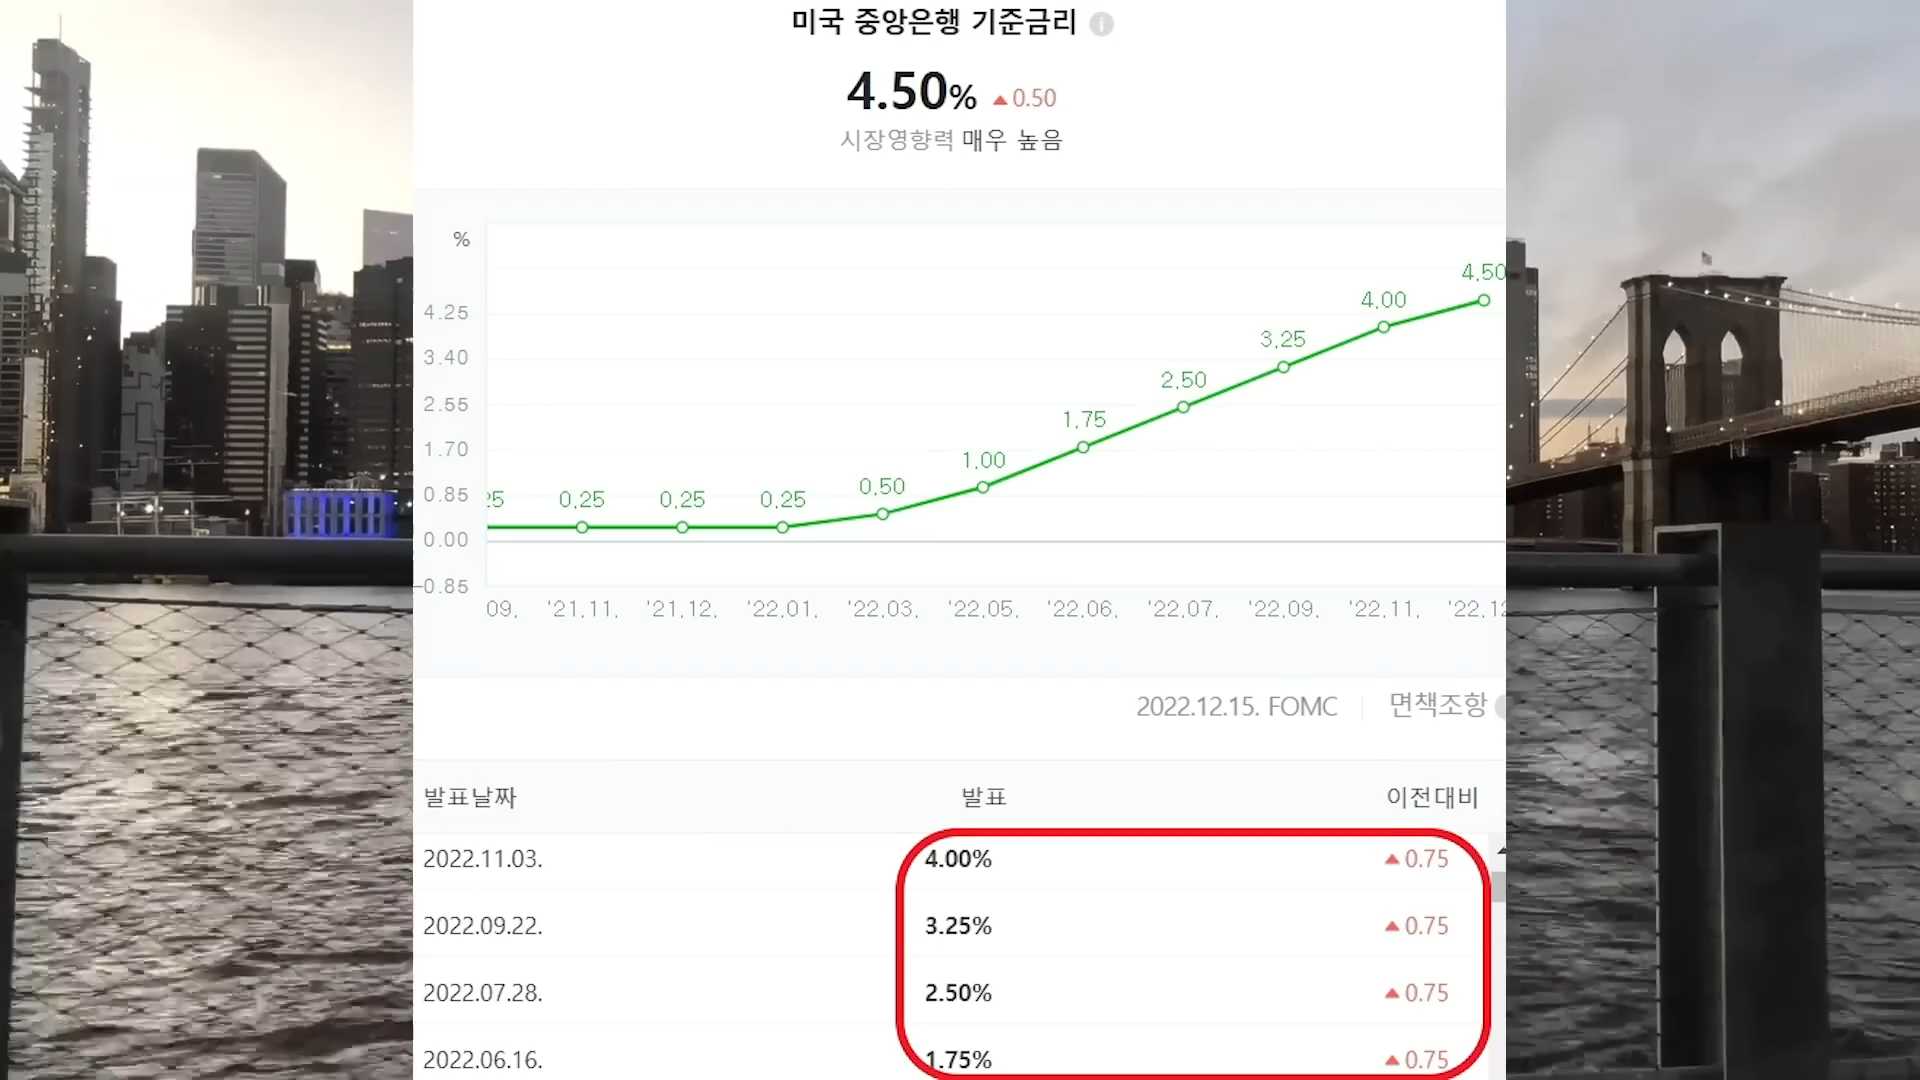 미국 중앙은행 기준금리
4.50% ▲0.50
시장영향력 매우 높음
%
4.25
3.40
2.55
1.70
0.85
0.00
-0.85
25 0.25 0.25 0.25 0.50 1.00 1.75 2.50 3.25 4.00 4.50
09. '21.11. '21.12. '22.01. '22.03. '22.05. '22.06. '22.07. '22.09. '22.11. '22.12
2022.12.15. FOMC 면책조항
발표날짜 발표 이전대비
2022.11.03. 4.00% ▲0.75
2022.09.22. 3.25% ▲0.75
2022.07.28. 2.50% ▲0.75
2022.06.16. 1.75% ▲0.75